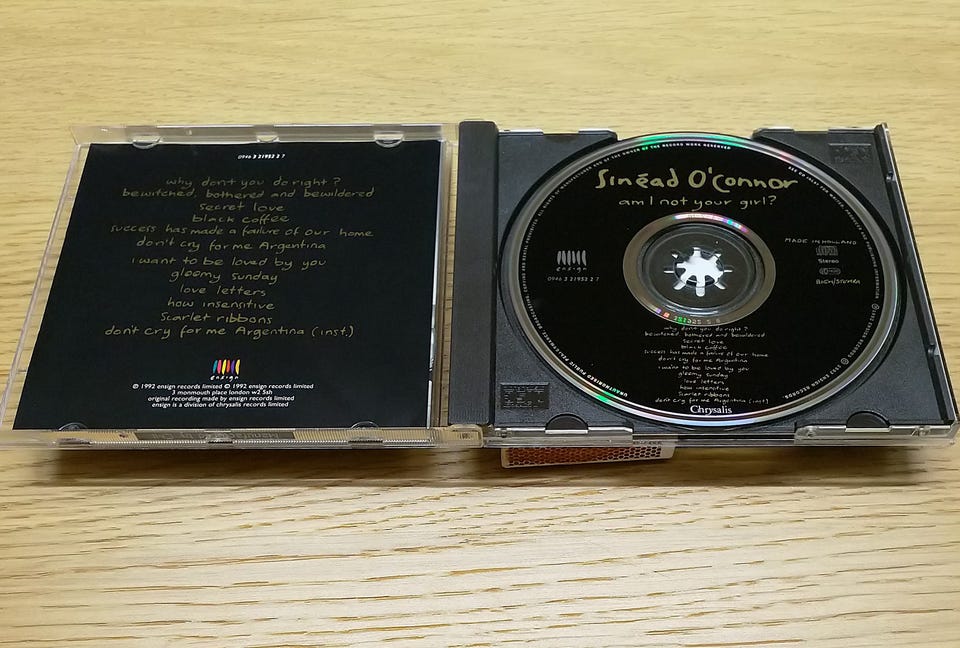 0946 3 21952 2 7
why don't you do right?
bewitched, bothered and bewildered
secret love
black coffee
success has made a failure of our home
don't cry for me Argentina
i want to be loved by you
gloomy sunday
love letters
how insensitive
Scarlet ribbons
don't cry for me Argentina (inst.)
ensign
© 1992 ensign records limited © 1992 ensign records limited
3 monmouth place london w2 5sh
original recording made by ensign records limited
ensign is a division of chrysalis records limited
Sinéad O'Connor
am I not your girl?
MADE IN HOLLAND
Stereo
BIEM/STEMRA
ensign
0946 3 21952 2 7
why don't you do right?
bewitched, bothered and bewildered
secret love
black coffee
success has made a failure of our home
don't cry for me Argentina
i want to be loved by you
gloomy sunday
love letters
how insensitive
Scarlet ribbons
don't cry for me Argentina (inst)
Chrysalis